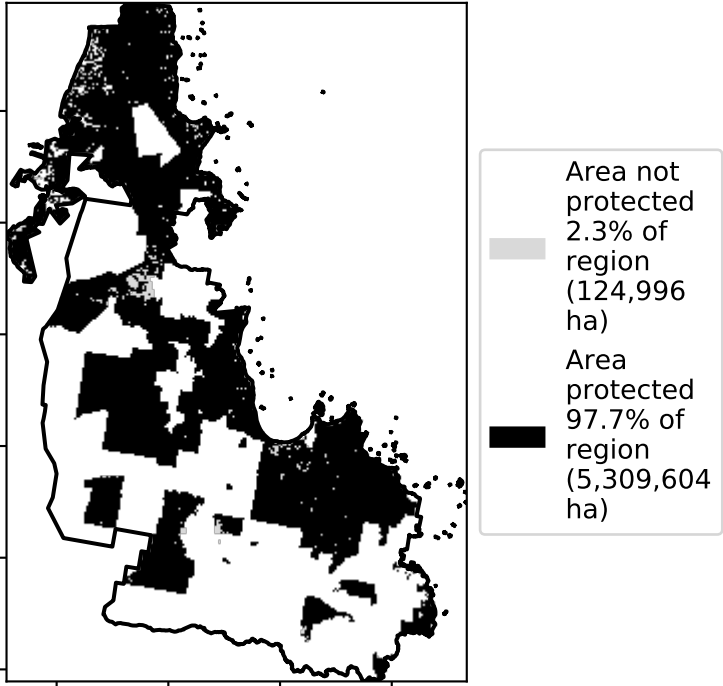 Area not
protected
2.3% of
region
(124,996
ha)
Area
protected
97.7% of
region
(5,309,604
ha)